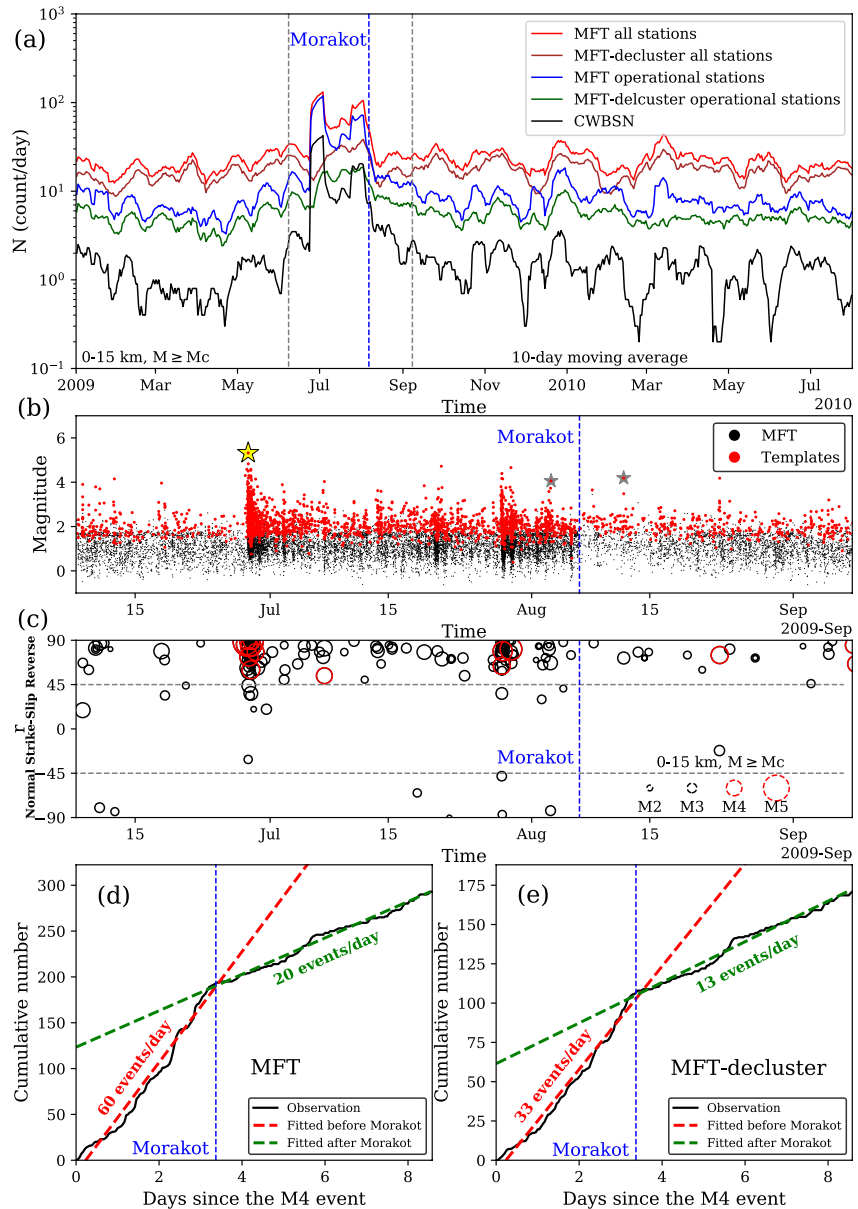 (a)
Morakot
MFT all stations
MFT-decluster all stations
MFT operational stations
MFT-delcuster operational stations
CWBSN
N (count/day)
10³
10²
10¹
10⁰
10⁻¹
0-15 km, M ≥ Mc
10-day moving average
2009 Mar May Jul Sep Nov 2010 Mar May Jul
Time
2010
(b)
Morakot
MFT
Templates
Magnitude
6
4
2
0
15 Jul 15 Aug 15 Sep
Time
2009-Sep
(c)
Normal Strike-Slip Reverse
r
90
45
0
−45
−90
Morakot
0-15 km, M ≥ Mc
M2 M3 M4 M5
15 Jul 15 Aug 15 Sep
Time
2009-Sep
(d)
Cumulative number
300
250
200
150
100
50
0
60 events/day
20 events/day
MFT
Morakot
Observation
Fitted before Morakot
Fitted after Morakot
0 2 4 6 8
Days since the M4 event
(e)
Cumulative number
175
150
125
100
75
50
25
0
33 events/day
13 events/day
MFT-decluster
Morakot
Observation
Fitted before Morakot
Fitted after Morakot
0 2 4 6 8
Days since the M4 event